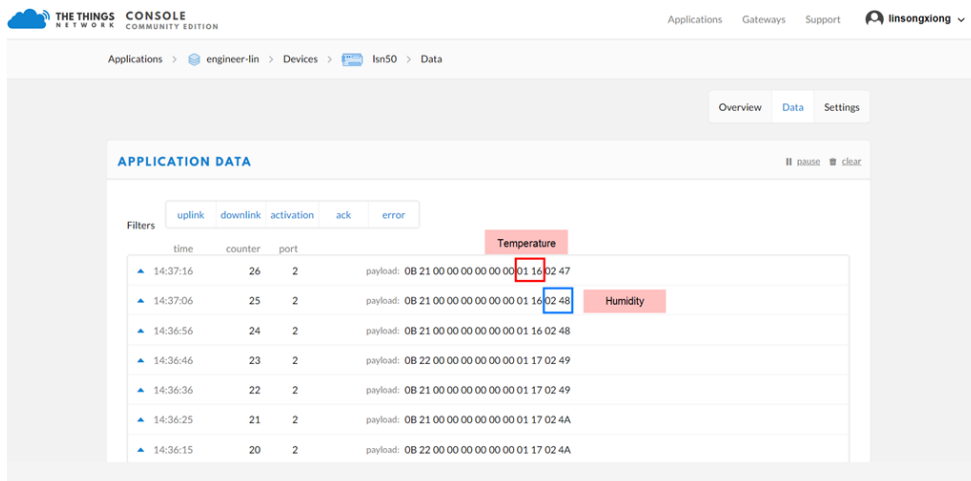 THE THINGS NETWORK CONSOLE COMMUNITY EDITION Applications Gateways Support linsongxiong
Applications > engineer-lin > Devices > lsn50 > Data
Overview Data Settings
APPLICATION DATA pause clear
Filters uplink downlink activation ack error
time counter port Temperature
14:37:16 26 2 payload: 0B 21 00 00 00 00 00 00 01 16 02 47
14:37:06 25 2 payload: 0B 21 00 00 00 00 00 00 01 16 02 48 Humidity
14:36:56 24 2 payload: 0B 21 00 00 00 00 00 00 01 16 02 48
14:36:46 23 2 payload: 0B 22 00 00 00 00 00 00 01 17 02 49
14:36:36 22 2 payload: 0B 21 00 00 00 00 00 00 01 17 02 49
14:36:25 21 2 payload: 0B 21 00 00 00 00 00 00 01 17 02 4A
14:36:15 20 2 payload: 0B 22 00 00 00 00 00 00 01 17 02 4A